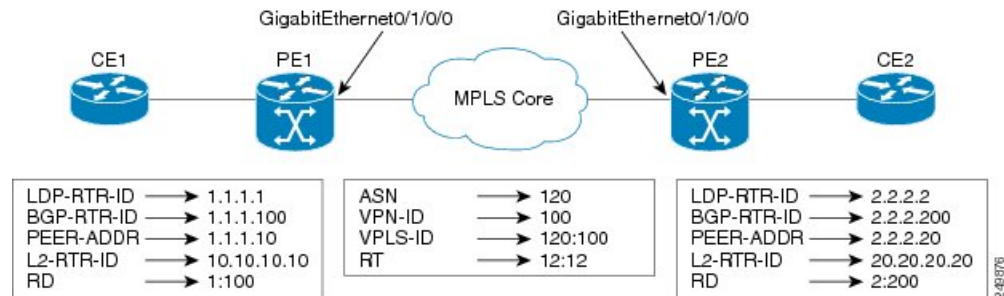 GigabitEthernet0/1/0/0 GigabitEthernet0/1/0/0
CE1 PE1 PE2 CE2
MPLS Core
LDP-RTR-ID 1.1.1.1
BGP-RTR-ID 1.1.1.100
PEER-ADDR 1.1.1.10
L2-RTR-ID 10.10.10.10
RD 1:100
ASN 120
VPN-ID 100
VPLS-ID 120:100
RT 12:12
LDP-RTR-ID 2.2.2.2
BGP-RTR-ID 2.2.2.200
PEER-ADDR 2.2.2.20
L2-RTR-ID 20.20.20.20
RD 2:200
249876